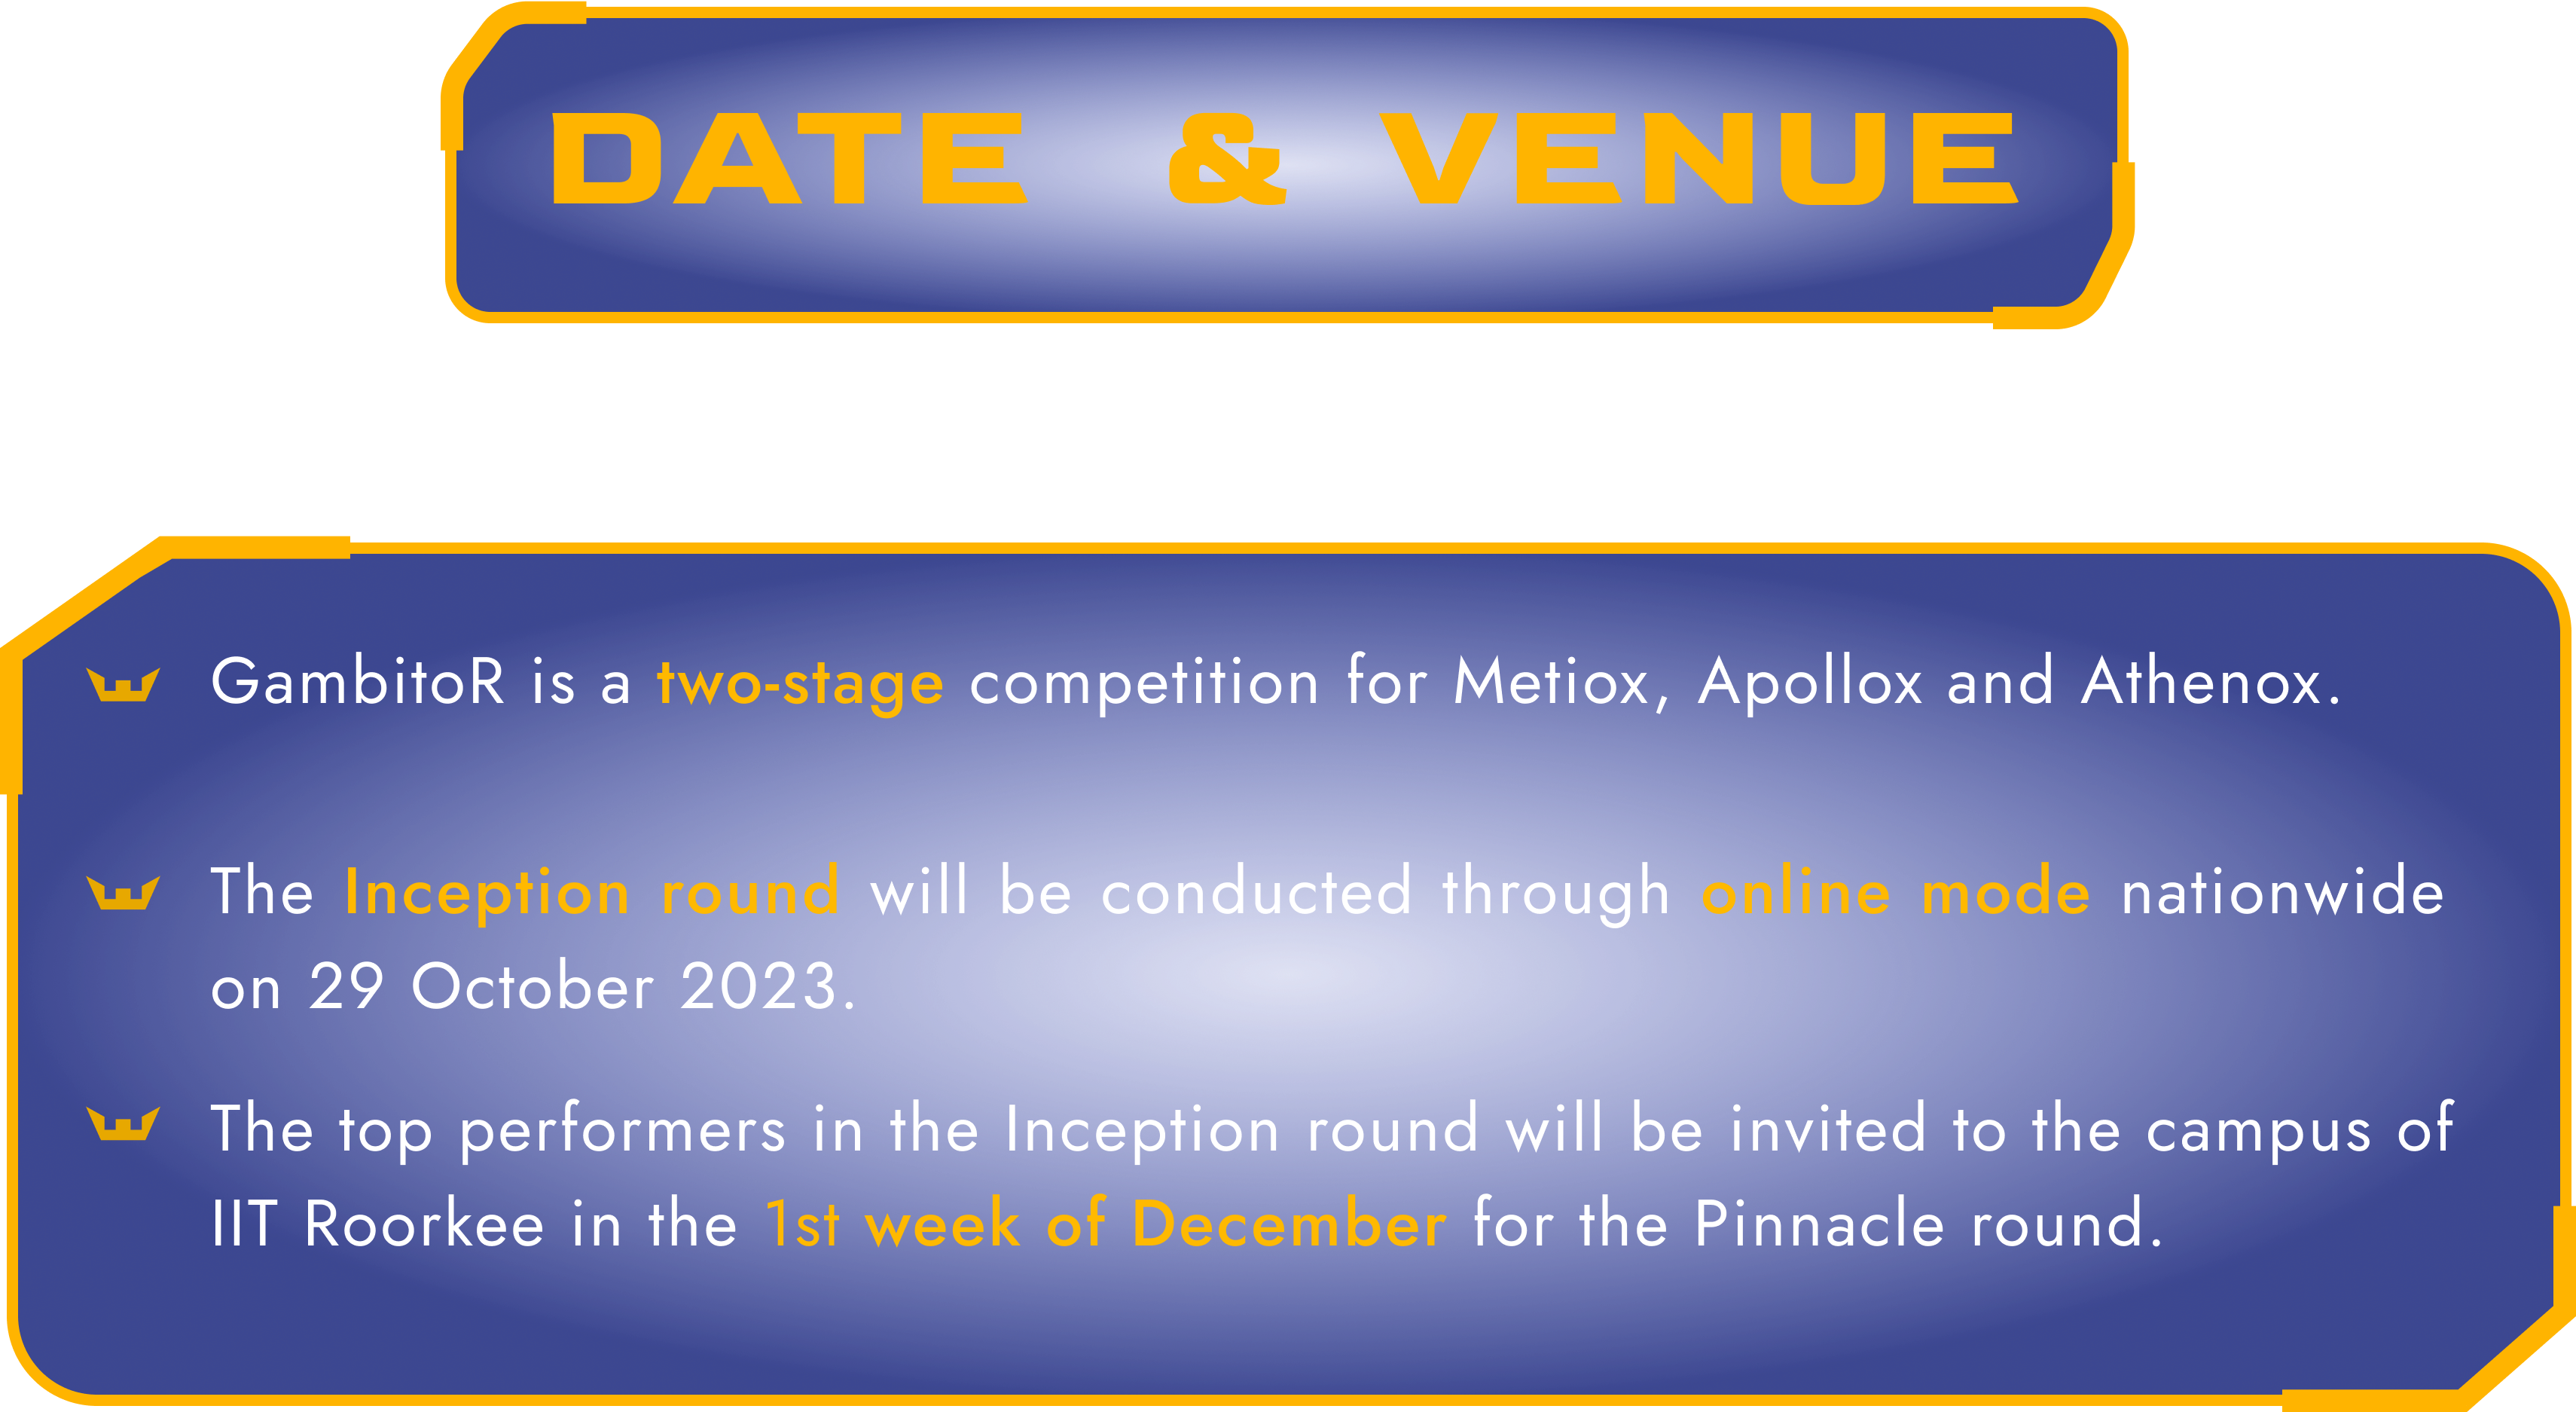 DATE & VENUE
GambitoR is a two-stage competition for Metiox, Apollox and Athenox.
The Inception round will be conducted through online mode nationwide
on 29 October 2023.
The top performers in the Inception round will be invited to the campus of
IIT Roorkee in the 1st week of December for the Pinnacle round.